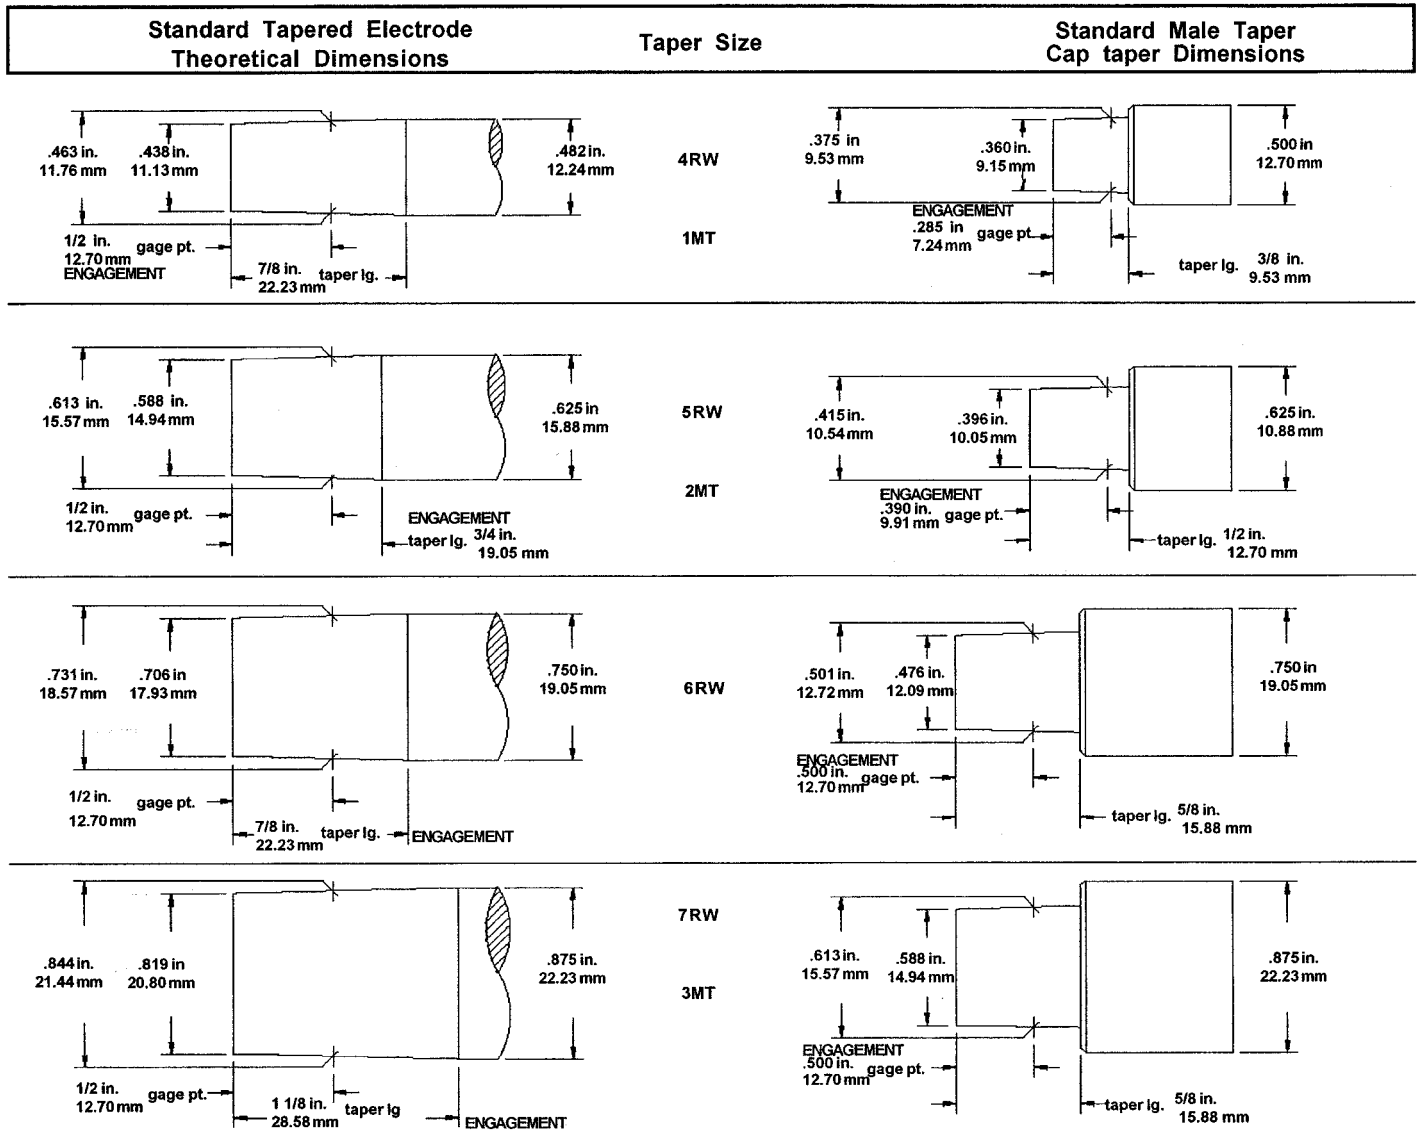 Standard Tapered Electrode
Theoretical Dimensions
Taper Size
Standard Male Taper
Cap taper Dimensions
.463 in.
11.76 mm
.438 in.
11.13 mm
.482 in.
12.24 mm
1/2 in.
12.70 mm
gage pt.
ENGAGEMENT
7/8 in.
22.23 mm
taper lg.
4RW
1MT
.375 in
9.53 mm
.360 in.
9.15 mm
.500 in
12.70 mm
ENGAGEMENT
.285 in
7.24 mm
gage pt.
taper lg.
3/8 in.
9.53 mm
.613 in.
15.57 mm
.588 in.
14.94 mm
.625 in
15.88 mm
1/2 in.
12.70 mm
gage pt.
ENGAGEMENT
taper lg.
3/4 in.
19.05 mm
5RW
2MT
.415 in.
10.54 mm
.396 in.
10.05 mm
.625 in.
10.88 mm
ENGAGEMENT
.390 in.
9.91 mm
gage pt.
taper lg.
1/2 in.
12.70 mm
.731 in.
18.57 mm
.706 in
17.93 mm
.750 in.
19.05 mm
1/2 in.
12.70 mm
gage pt.
7/8 in.
22.23 mm
taper lg.
ENGAGEMENT
6RW
.501 in.
12.72 mm
.476 in
12.09 mm
.750 in
19.05 mm
ENGAGEMENT
.500 in.
12.70 mm
gage pt.
taper lg.
5/8 in.
15.88 mm
.844 in.
21.44 mm
.819 in
20.80 mm
.875 in.
22.23 mm
1/2 in.
12.70 mm
gage pt.
1 1/8 in.
28.58 mm
taper lg
ENGAGEMENT
7RW
3MT
.613 in
15.57 mm
.588 in.
14.94 mm
.875 in
22.23 mm
ENGAGEMENT
.500 in.
12.70 mm
gage pt.
taper lg.
5/8 in.
15.88 mm